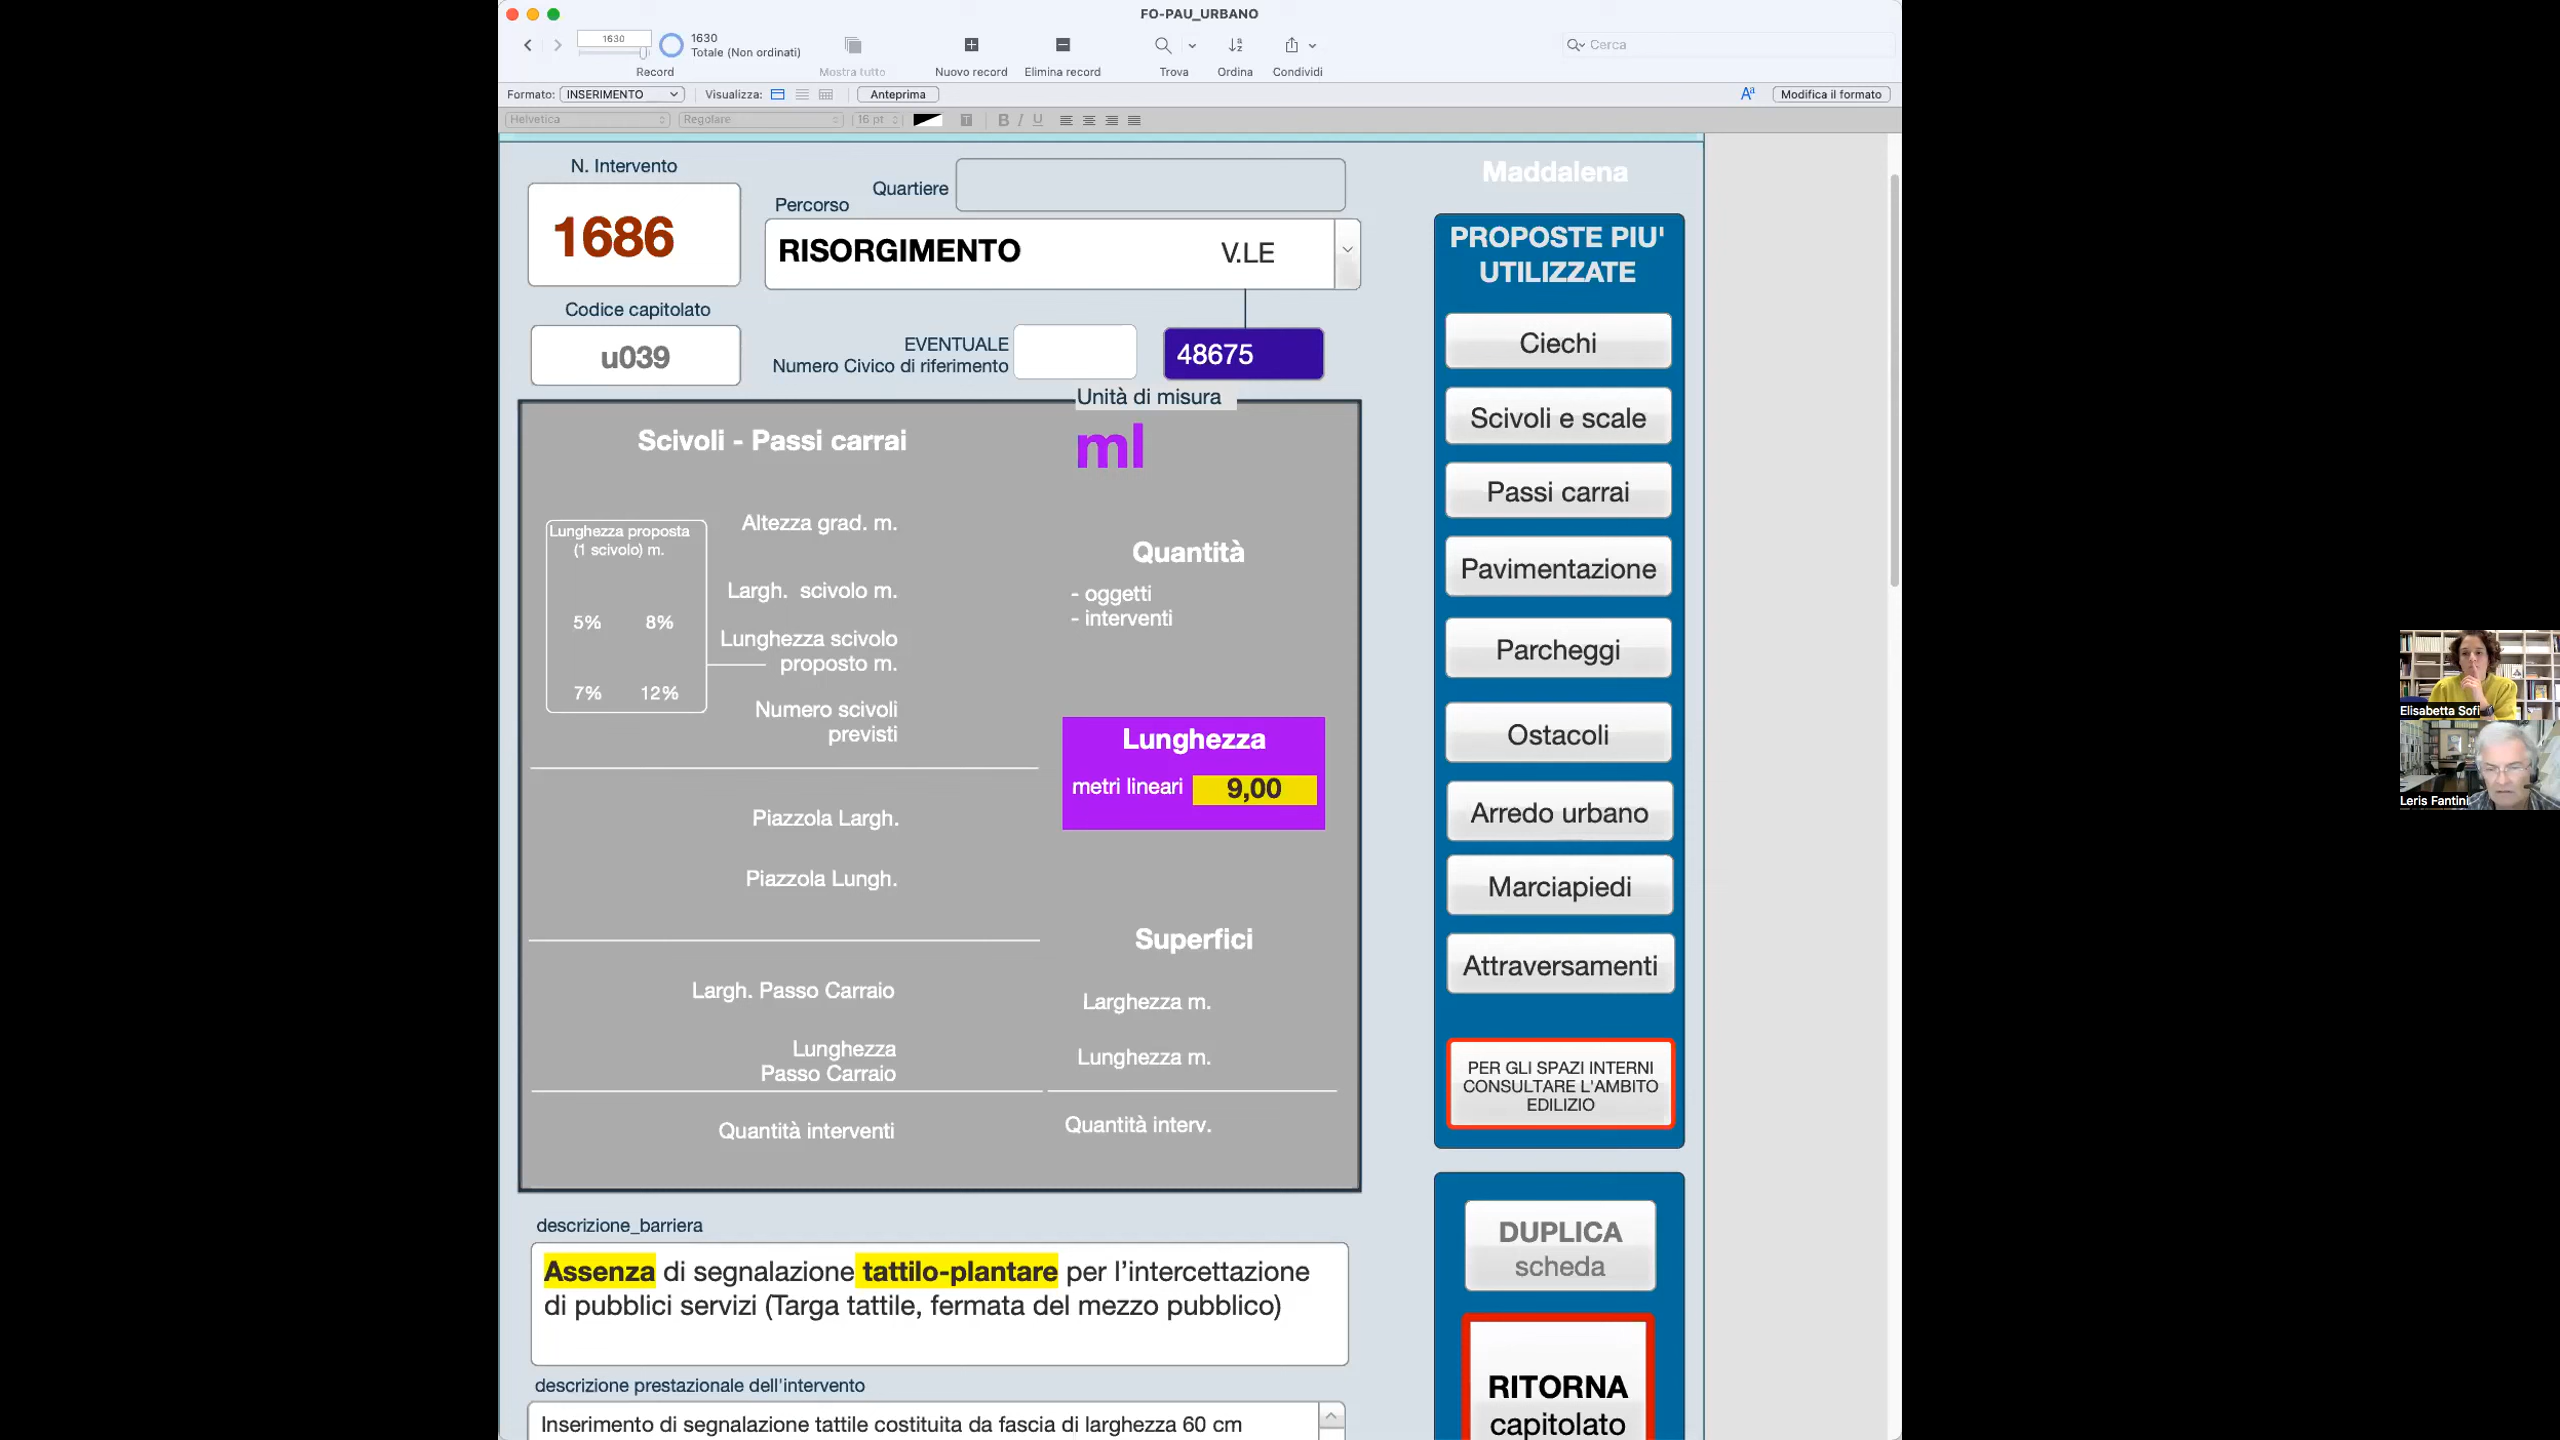 FO-PAU_URBANO
1630
1630
Totale (Non ordinati)
Record
Mostra tutto
Nuovo record
Elimina record
Trova
Ordina
Condividi
Cerca
Formato: INSERIMENTO
Visualizza:
Anteprima
Modifica il formato
Helvetica
Regolare
16 pt
B I U
N. Intervento
1686
Quartiere
Percorso
RISORGIMENTO V.LE
Codice capitolato
u039
EVENTUALE
Numero Civico di riferimento
48675
Unità di misura
ml
Scivoli - Passi carrai
Lunghezza proposta
(1 scivolo) m.
5% 8%
7% 12%
Altezza grad. m.
Largh. scivolo m.
Lunghezza scivolo
proposto m.
Numero scivoli
previsti
Piazzola Largh.
Piazzola Lungh.
Largh. Passo Carraio
Lunghezza
Passo Carraio
Quantità interventi
Quantità
- oggetti
- interventi
Lunghezza
metri lineari 9,00
Superfici
Larghezza m.
Lunghezza m.
Quantità interv.
descrizione_barriera
Assenza di segnalazione tattilo-plantare per l’intercettazione
di pubblici servizi (Targa tattile, fermata del mezzo pubblico)
descrizione prestazionale dell'intervento
Inserimento di segnalazione tattile costituita da fascia di larghezza 60 cm
Maddalena
PROPOSTE PIU'
UTILIZZATE
Ciechi
Scivoli e scale
Passi carrai
Pavimentazione
Parcheggi
Ostacoli
Arredo urbano
Marciapiedi
Attraversamenti
PER GLI SPAZI INTERNI
CONSULTARE L'AMBITO
EDILIZIO
DUPLICA
scheda
RITORNA
capitolato
Elisabetta Sofi
Leris Fantini